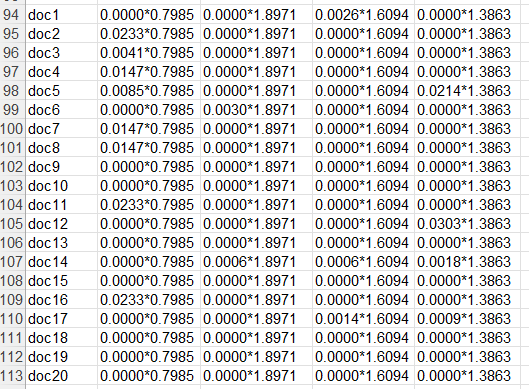 94 doc1 0.0000*0.7985 0.0000*1.8971 0.0026*1.6094 0.0000*1.3863
95 doc2 0.0233*0.7985 0.0000*1.8971 0.0000*1.6094 0.0000*1.3863
96 doc3 0.0041*0.7985 0.0000*1.8971 0.0000*1.6094 0.0000*1.3863
97 doc4 0.0147*0.7985 0.0000*1.8971 0.0000*1.6094 0.0000*1.3863
98 doc5 0.0085*0.7985 0.0000*1.8971 0.0000*1.6094 0.0214*1.3863
99 doc6 0.0000*0.7985 0.0030*1.8971 0.0000*1.6094 0.0000*1.3863
100 doc7 0.0147*0.7985 0.0000*1.8971 0.0000*1.6094 0.0000*1.3863
101 doc8 0.0147*0.7985 0.0000*1.8971 0.0000*1.6094 0.0000*1.3863
102 doc9 0.0000*0.7985 0.0000*1.8971 0.0000*1.6094 0.0000*1.3863
103 doc10 0.0000*0.7985 0.0000*1.8971 0.0000*1.6094 0.0000*1.3863
104 doc11 0.0233*0.7985 0.0000*1.8971 0.0000*1.6094 0.0000*1.3863
105 doc12 0.0000*0.7985 0.0000*1.8971 0.0000*1.6094 0.0303*1.3863
106 doc13 0.0000*0.7985 0.0000*1.8971 0.0000*1.6094 0.0000*1.3863
107 doc14 0.0000*0.7985 0.0006*1.8971 0.0006*1.6094 0.0018*1.3863
108 doc15 0.0000*0.7985 0.0000*1.8971 0.0000*1.6094 0.0000*1.3863
109 doc16 0.0233*0.7985 0.0000*1.8971 0.0000*1.6094 0.0000*1.3863
110 doc17 0.0000*0.7985 0.0000*1.8971 0.0014*1.6094 0.0009*1.3863
111 doc18 0.0000*0.7985 0.0000*1.8971 0.0000*1.6094 0.0000*1.3863
112 doc19 0.0000*0.7985 0.0000*1.8971 0.0000*1.6094 0.0000*1.3863
113 doc20 0.0000*0.7985 0.0000*1.8971 0.0000*1.6094 0.0000*1.3863